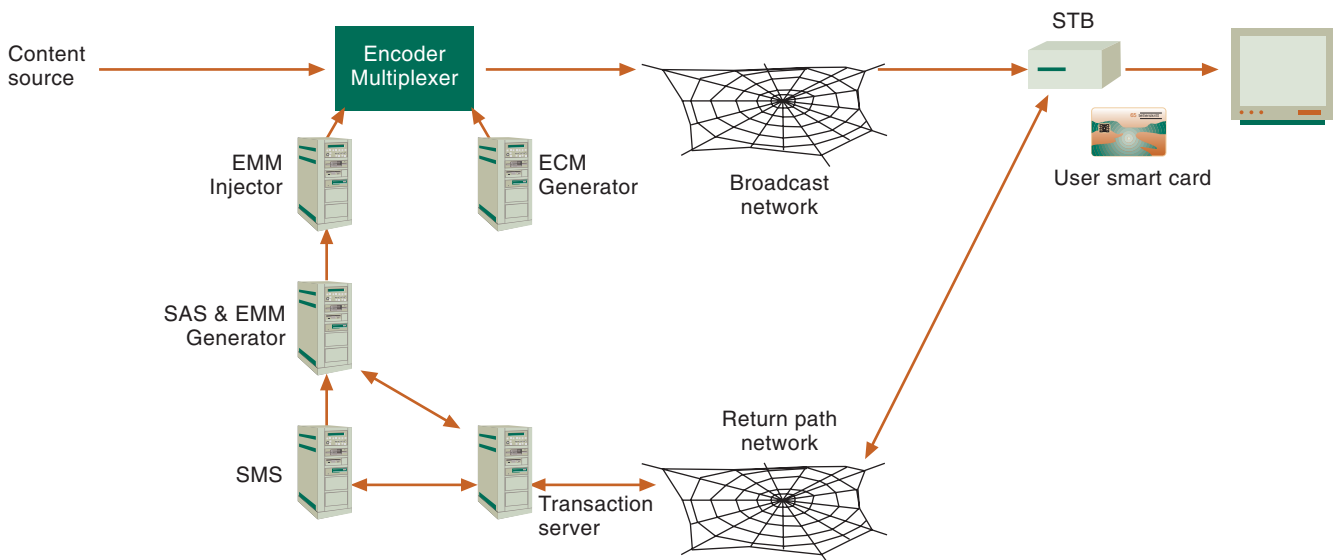 STB
Content
source
Encoder
Multiplexer
EMM
Injector
ECM
Generator
Broadcast
network
User smart card
SAS & EMM
Generator
Return path
network
SMS
Transaction
server